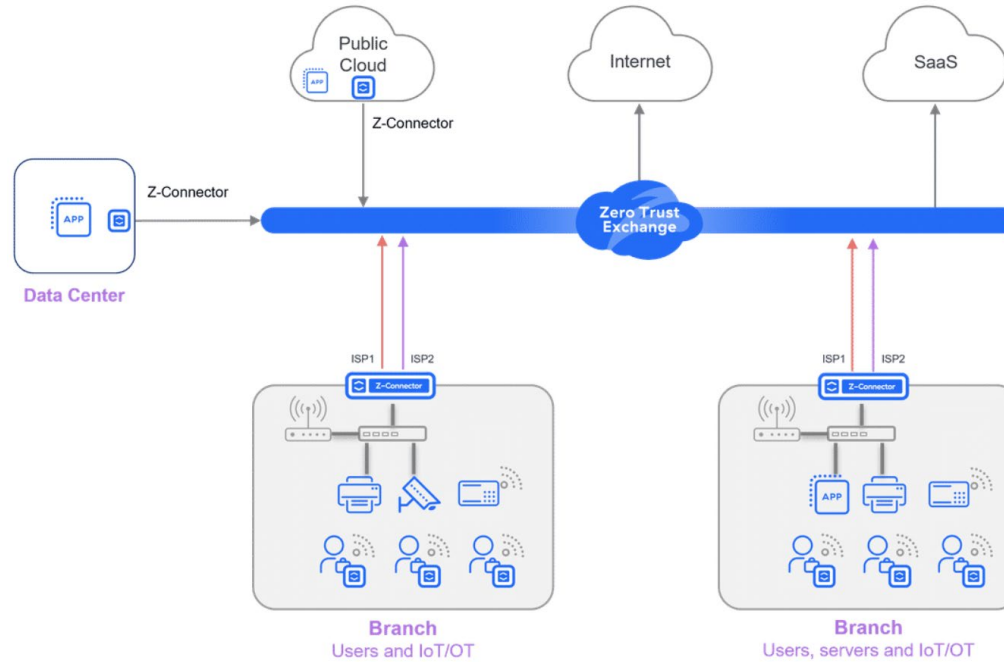 Public
Cloud
APP
Z-Connector
Internet
SaaS
Z-Connector
APP
Data Center
Zero Trust
Exchange
ISP1
ISP2
Z-Connector
Branch
Users and IoT/OT
ISP1
ISP2
Z-Connector
APP
Branch
Users, servers and IoT/OT